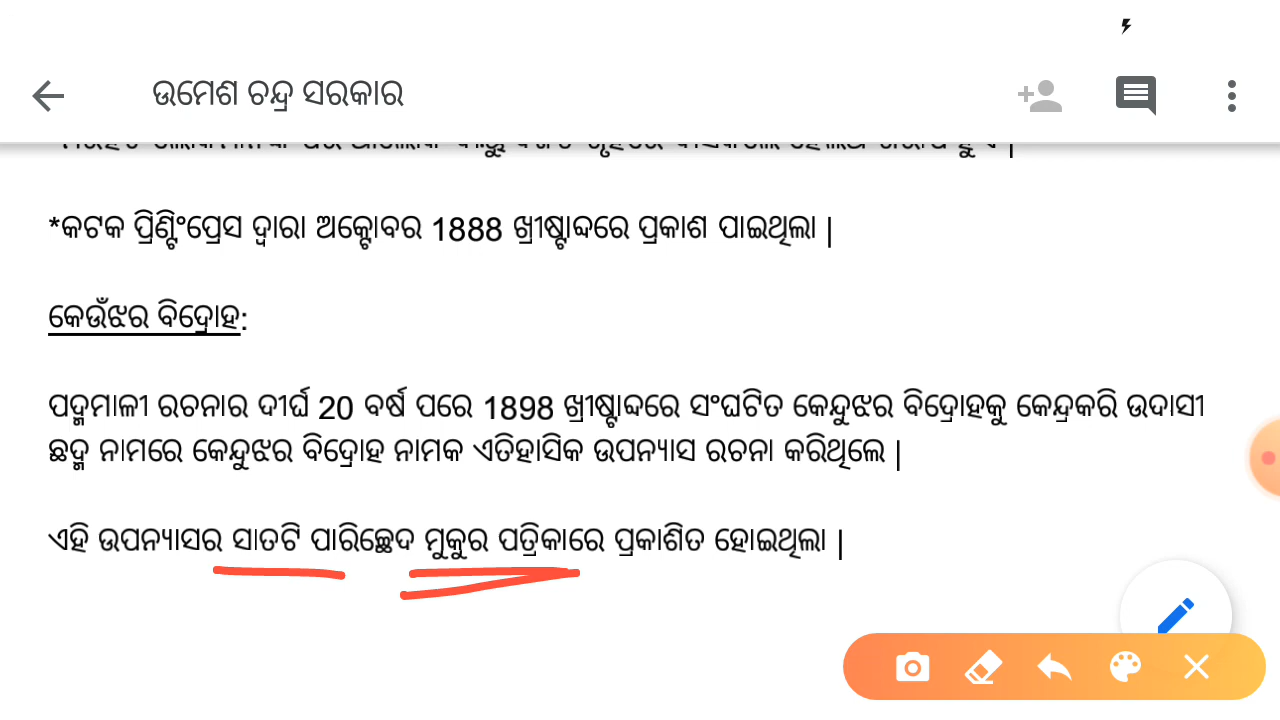 ଉମେଶ ଚନ୍ଦ୍ର ସରକାର
*କଟକ ପ୍ରିଣ୍ଟିଂପ୍ରେସ ଦ୍ୱାରା ଅକ୍ଟୋବର 1888 ଖ୍ରୀଷ୍ଟାବ୍ଦରେ ପ୍ରକାଶ ପାଇଥିଲା |
କେଉଁଝର ବିଦ୍ରୋହ:
ପଦ୍ମମାଳୀ ରଚନାର ଦୀର୍ଘ 20 ବର୍ଷ ପରେ 1898 ଖ୍ରୀଷ୍ଟାବ୍ଦରେ ସଂଘଟିତ କେନ୍ଦୁଝର ବିଦ୍ରୋହକୁ କେନ୍ଦ୍ରକରି ଉଦାସୀ
ଛଦ୍ମ ନାମରେ କେନ୍ଦୁଝର ବିଦ୍ରୋହ ନାମକ ଏତିହାସିକ ଉପନ୍ୟାସ ରଚନା କରିଥିଲେ |
ଏହି ଉପନ୍ୟାସର ସାତଟି ପାରିଚ୍ଛେଦ ମୁକୁର ପତ୍ରିକାରେ ପ୍ରକାଶିତ ହୋଇଥିଲା |